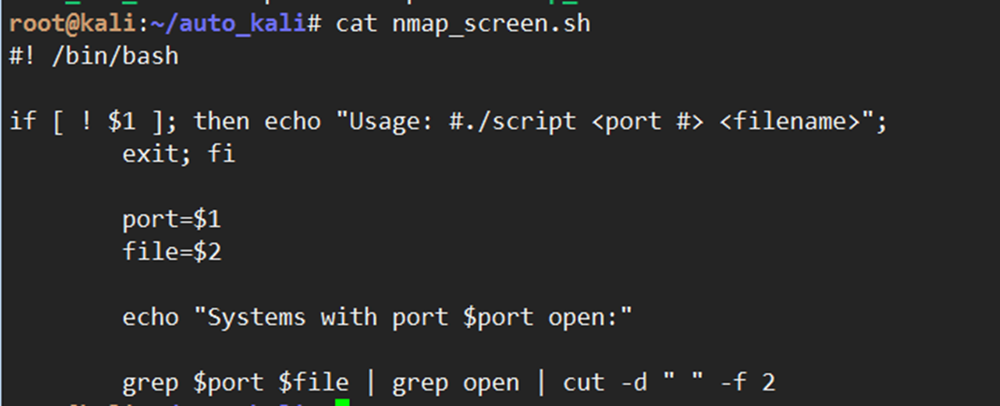 root@kali:~/auto_kali# cat nmap_screen.sh
#! /bin/bash
if [ ! $1 ]; then echo "Usage: #./script <port #> <filename>";
exit; fi
port=$1
file=$2
echo "Systems with port $port open:"
grep $port $file | grep open | cut -d " " -f 2